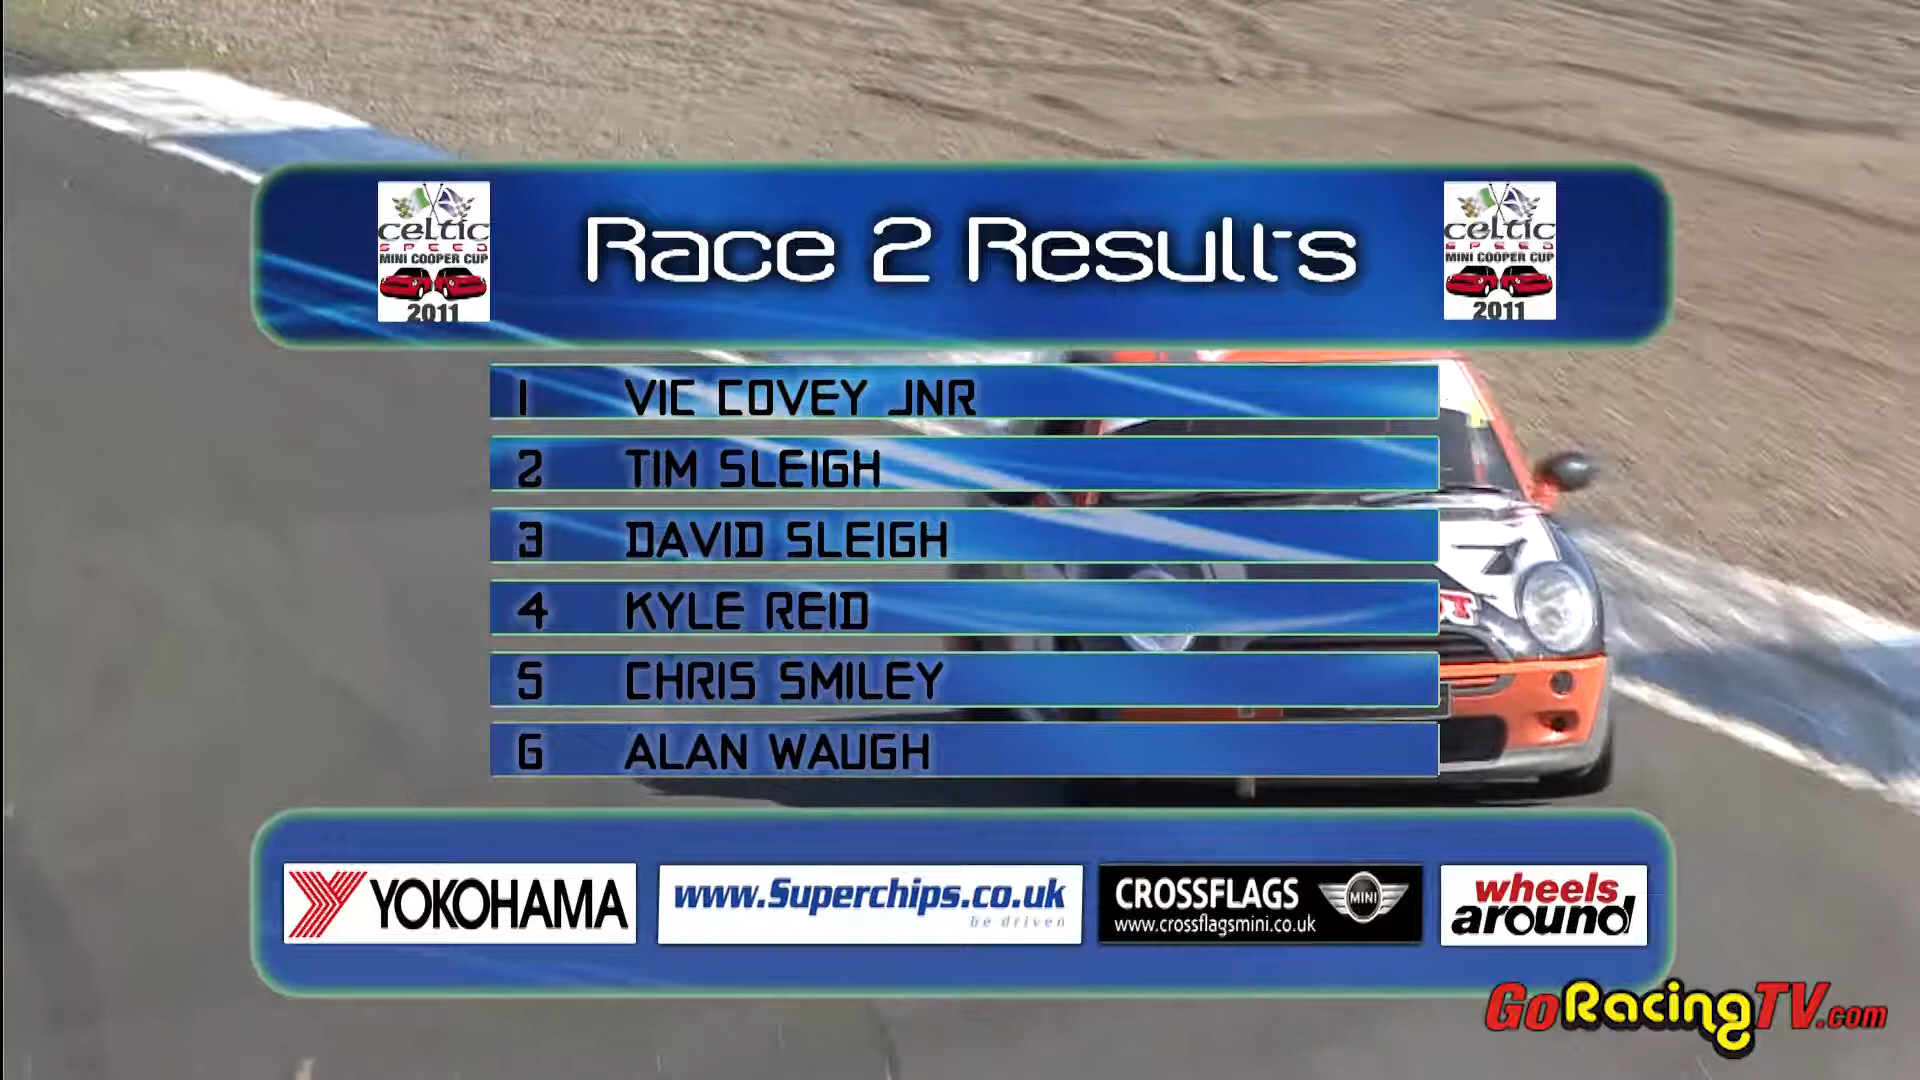 celtic
SPEED
MINI COOPER CUP
2011
Race 2 Results
celtic
SPEED
MINI COOPER CUP
2011
1 VIC COVEY JNR
2 TIM SLEIGH
3 DAVID SLEIGH
4 KYLE REID
5 CHRIS SMILEY
6 ALAN WAUGH
YOKOHAMA
www.Superchips.co.uk
be driven
CROSSFLAGS
www.crossflagsmini.co.uk
MINI
wheels
around
GoRacingTV.com